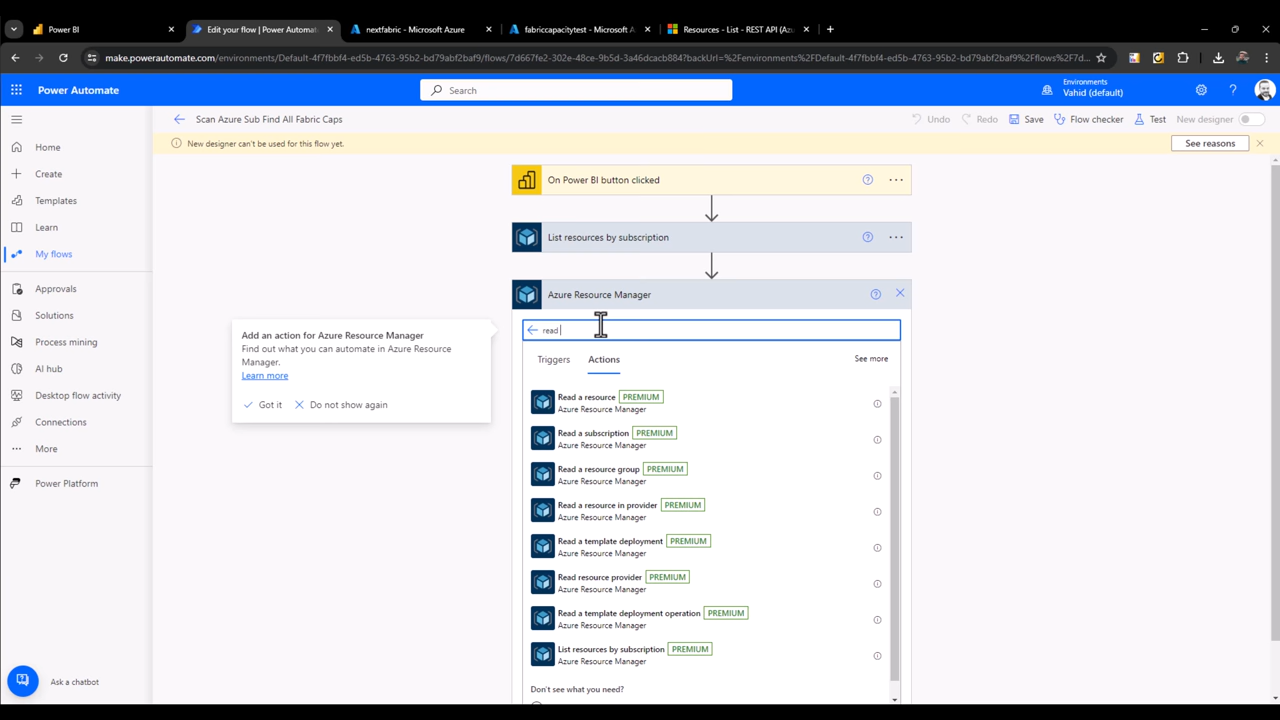 Power BI
Edit your flow | Power Automate
nextfabric - Microsoft Azure
fabriccapacitytest - Microsoft A
Resources - List - REST API (Az
make.powerautomate.com/environments/Default-4f7fbbf4-ed5b-4763-95b2-bd79abf2baf9/flows/7d667fe2-302e-48ce-9b5d-3a46dcacb884?backUrl=%2Fenvironments%2FDefault-4f7fbbf4-ed5b-4763-95b2-bd79abf2baf9%2Fflows%2F7d...
Power Automate
Search
Environments
Vahid (default)
Scan Azure Sub Find All Fabric Caps
Undo
Redo
Save
Flow checker
Test
New designer
New designer can't be used for this flow yet.
See reasons
Home
Create
Templates
Learn
My flows
Approvals
Solutions
Process mining
AI hub
Desktop flow activity
Connections
More
Power Platform
Ask a chatbot
On Power BI button clicked
List resources by subscription
Azure Resource Manager
Add an action for Azure Resource Manager
Find out what you can automate in Azure Resource
Manager.
Learn more
Got it
Do not show again
read
Triggers
Actions
See more
Read a resource PREMIUM
Azure Resource Manager
Read a subscription PREMIUM
Azure Resource Manager
Read a resource group PREMIUM
Azure Resource Manager
Read a resource in provider PREMIUM
Azure Resource Manager
Read a template deployment PREMIUM
Azure Resource Manager
Read resource provider PREMIUM
Azure Resource Manager
Read a template deployment operation PREMIUM
Azure Resource Manager
List resources by subscription PREMIUM
Azure Resource Manager
Don't see what you need?